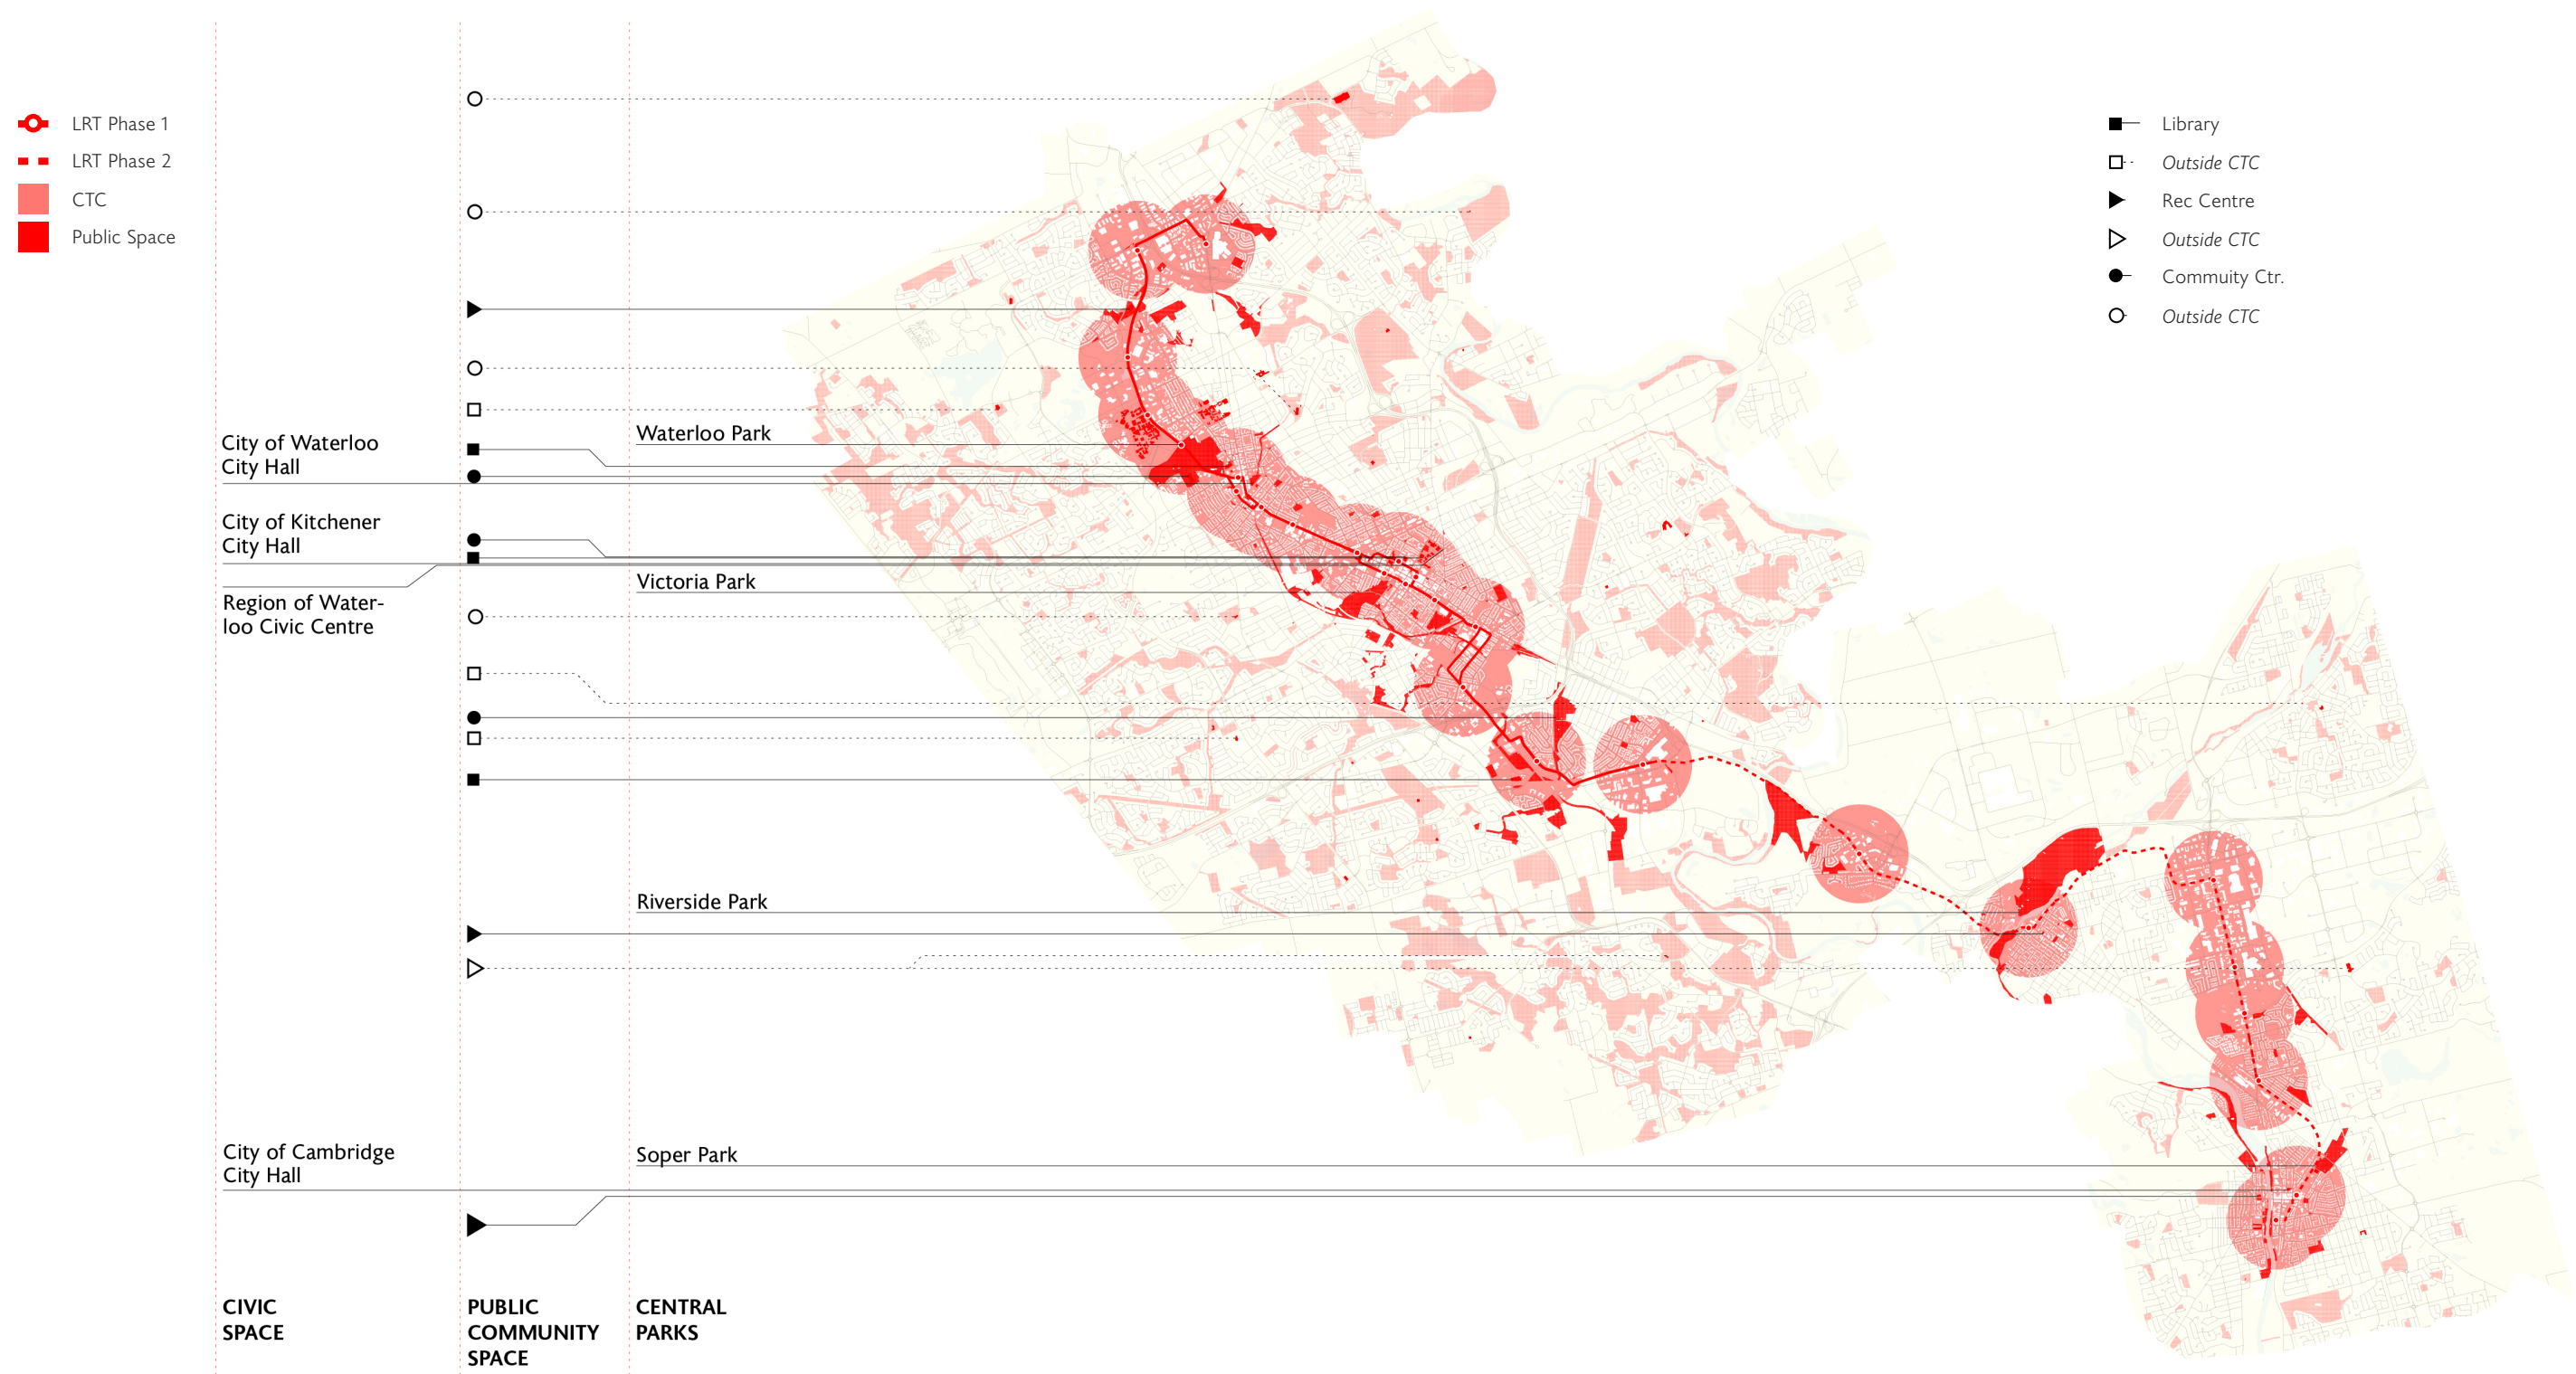 LRT Phase 1
LRT Phase 2
CTC
Public Space
Library
Outside CTC
Rec Centre
Outside CTC
Commuity Ctr.
Outside CTC
City of Waterloo
City Hall
City of Kitchener
City Hall
Region of Water-
loo Civic Centre
City of Cambridge
City Hall
Waterloo Park
Victoria Park
Riverside Park
Soper Park
CIVIC
SPACE
PUBLIC
COMMUNITY
SPACE
CENTRAL
PARKS